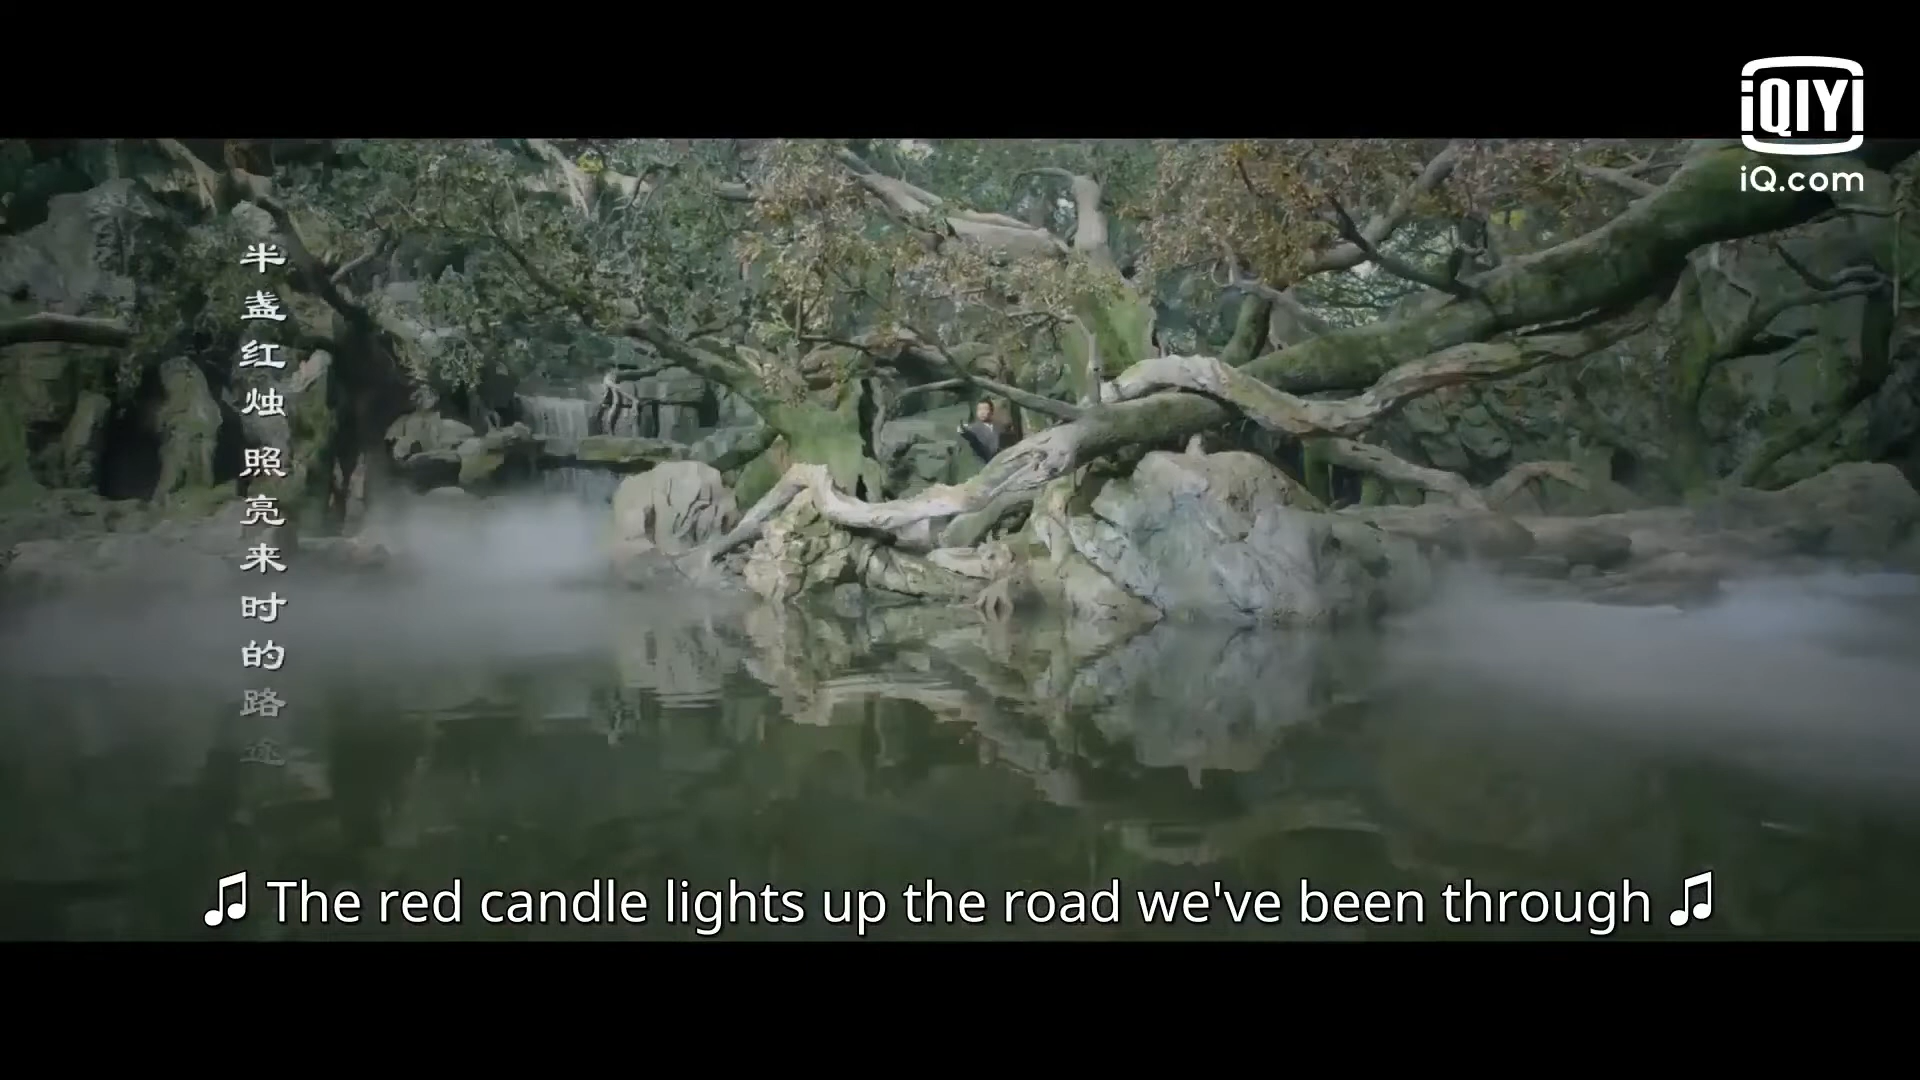 iQIYI
iQ.com
半盏红烛 照亮来时的路途
♫ The red candle lights up the road we've been through ♫